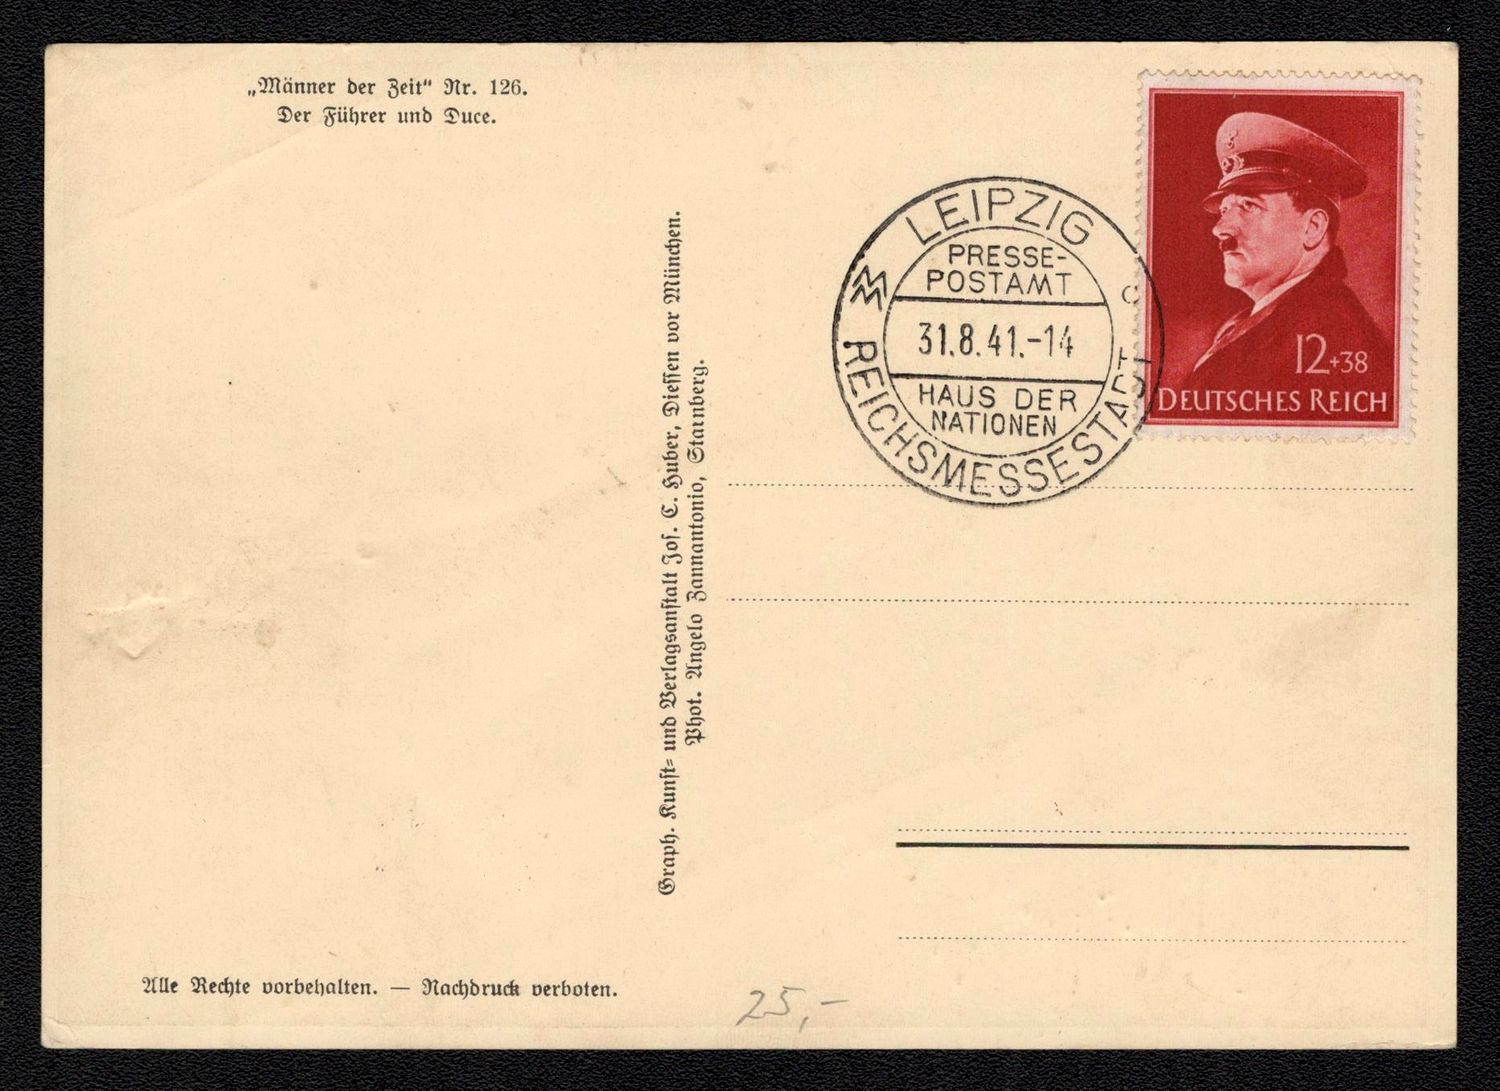 „Männer der Zeit“ Nr. 126.
Der Führer und Duce.
Graph. Kunst- und Verlagsanstalt Jos. C. Huber, Diessen vor München.
Phot. Angelo Zannantonio, Starnberg.
LEIPZIG
PRESSE-
POSTAMT
31.8.41.-14
HAUS DER
NATIONEN
REICHSMESSESTADT
c
12+38
DEUTSCHES REICH
Alle Rechte vorbehalten. — Nachdruck verboten.
25,-